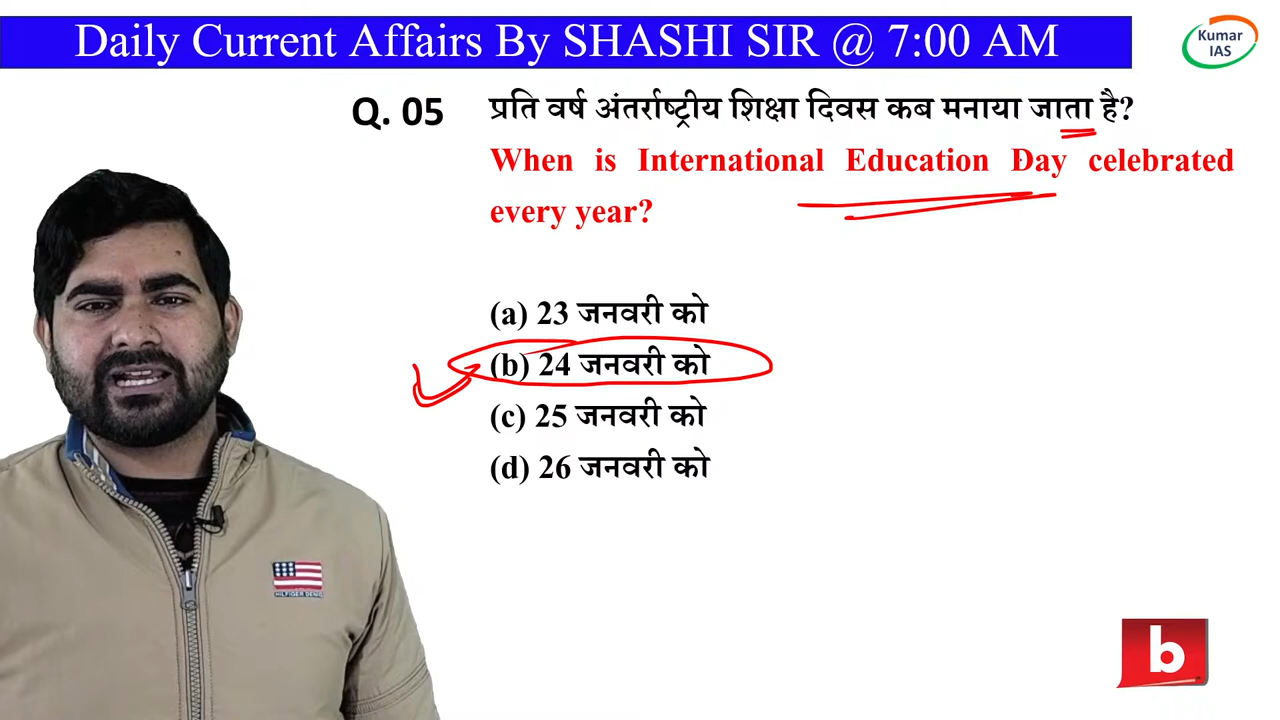 Daily Current Affairs By SHASHI SIR @ 7:00 AM
Kumar
IAS
Q. 05 प्रति वर्ष अंतर्राष्ट्रीय शिक्षा दिवस कब मनाया जाता है?
When is International Education Day celebrated
every year?
(a) 23 जनवरी को
(b) 24 जनवरी को
(c) 25 जनवरी को
(d) 26 जनवरी को
b